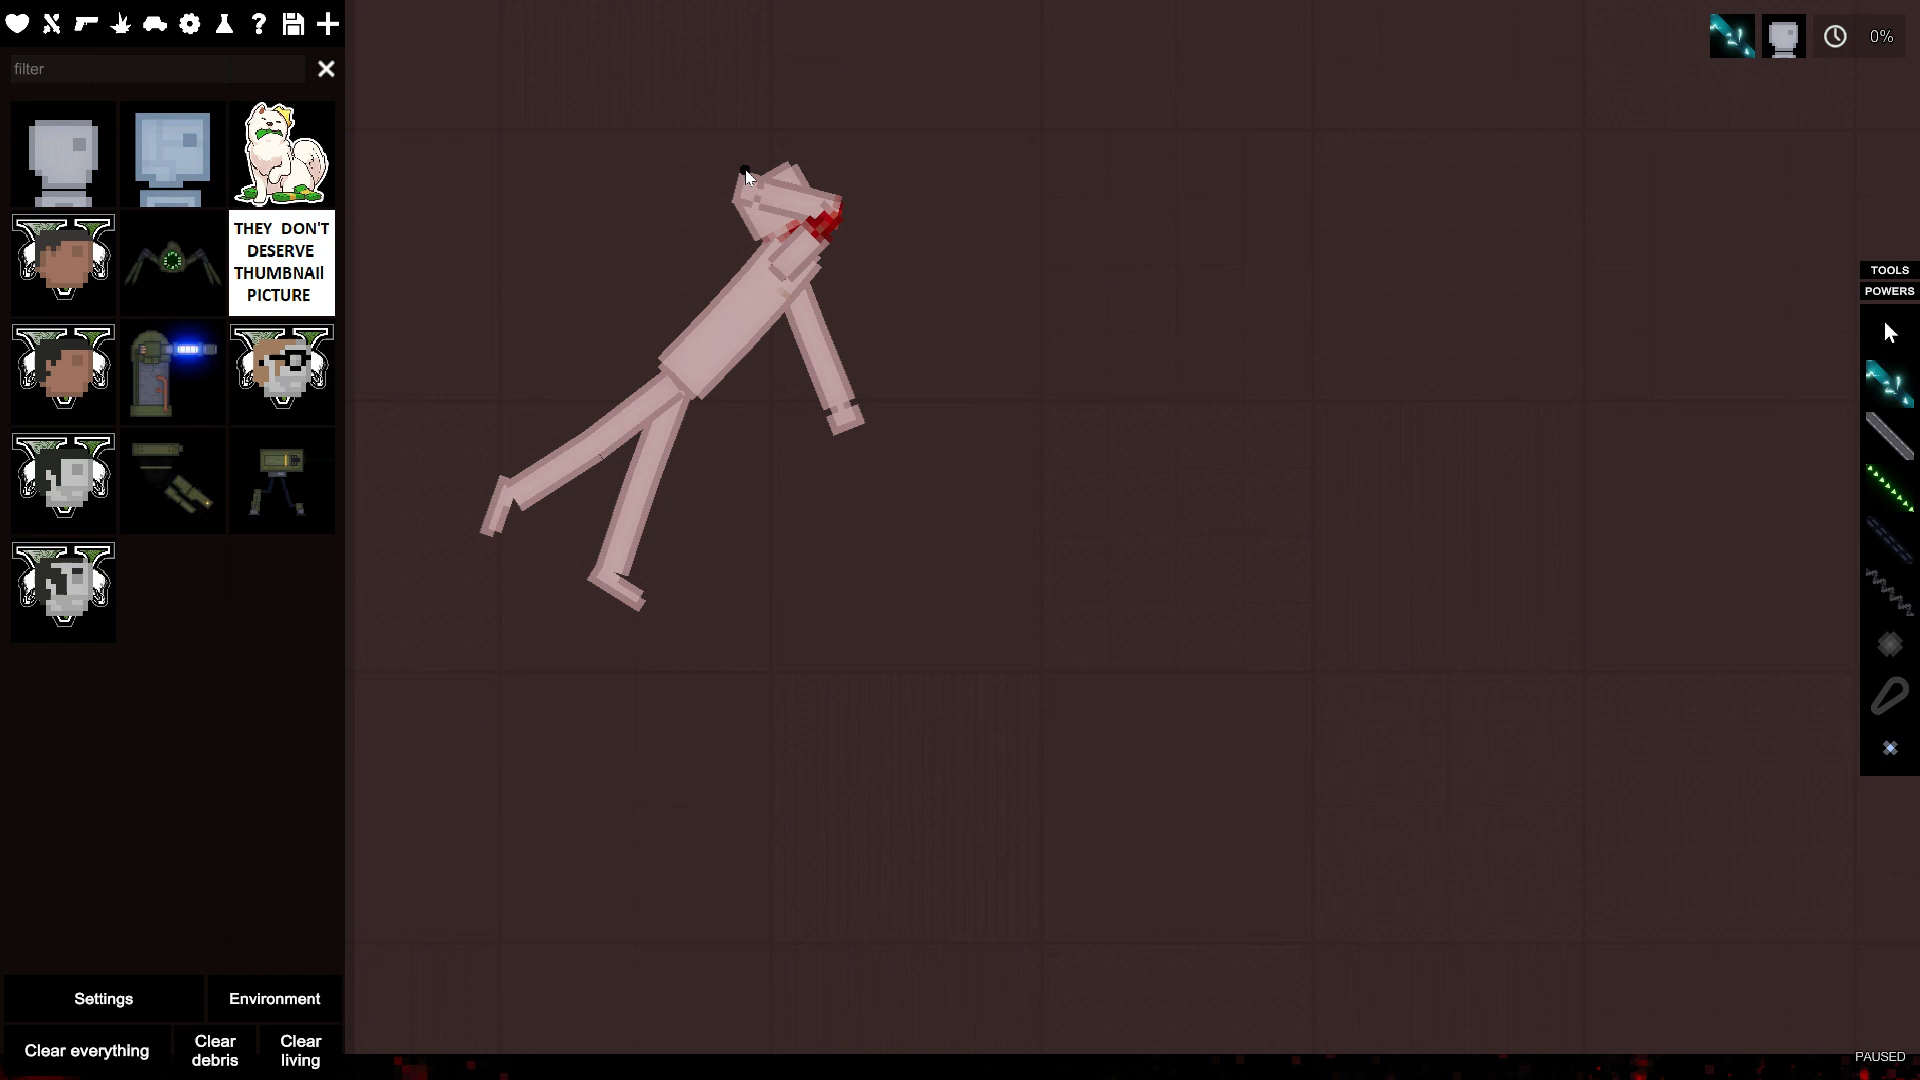 filter
0%
THEY DON'T
DESERVE
THUMBNAIl
PICTURE
TOOLS
POWERS
Settings
Environment
Clear everything
Clear
debris
Clear
living
PAUSED